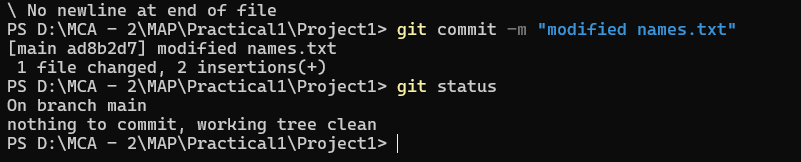 \ No newline at end of file
PS D:\MCA - 2\MAP\Practical1\Project1> git commit -m "modified names.txt"
[main ad8b2d7] modified names.txt
 1 file changed, 2 insertions(+)
PS D:\MCA - 2\MAP\Practical1\Project1> git status
On branch main
nothing to commit, working tree clean
PS D:\MCA - 2\MAP\Practical1\Project1>